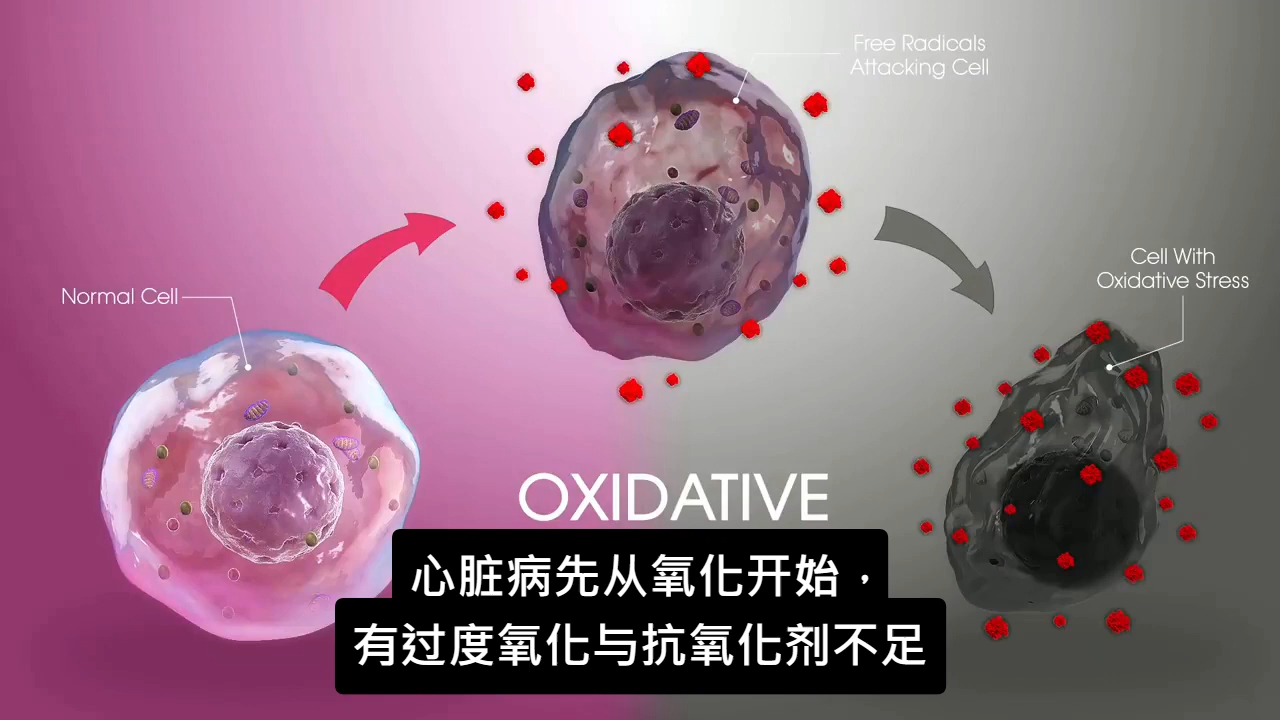 Free Radicals
Attacking Cell
Cell With
Oxidative Stress
Normal Cell
OXIDATIVE
心脏病先从氧化开始，
有过度氧化与抗氧化剂不足